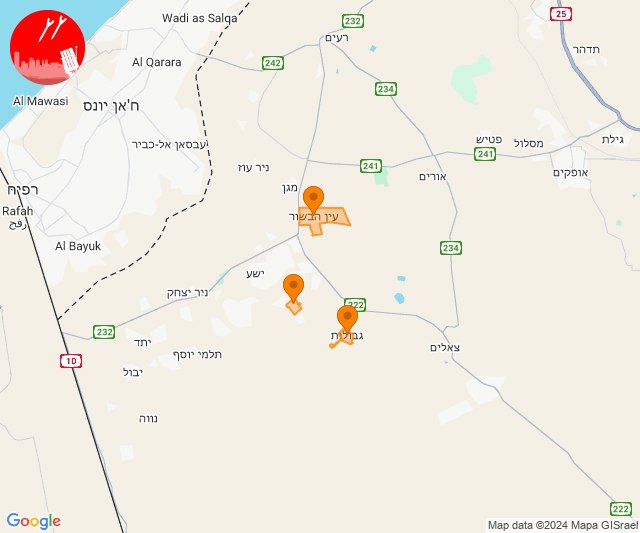 Wadi as Salqa
232
רעים
25
תדהר
Al Qarara
242
234
Al Mawasi
ח'אן יונס
עבסאן אל-כביר
פטיש
מסלול
גילת
241
ניר עוז
241
אורים
אופקים
מגן
רפיח
Rafah
رفح
עין הבשור
Al Bayuk
234
ישע
ניר יצחק
222
232
יתד
גבולות
צאלים
10
תלמי יוסף
יבול
נווה
222
Google
Map data ©2024 Mapa GISrael